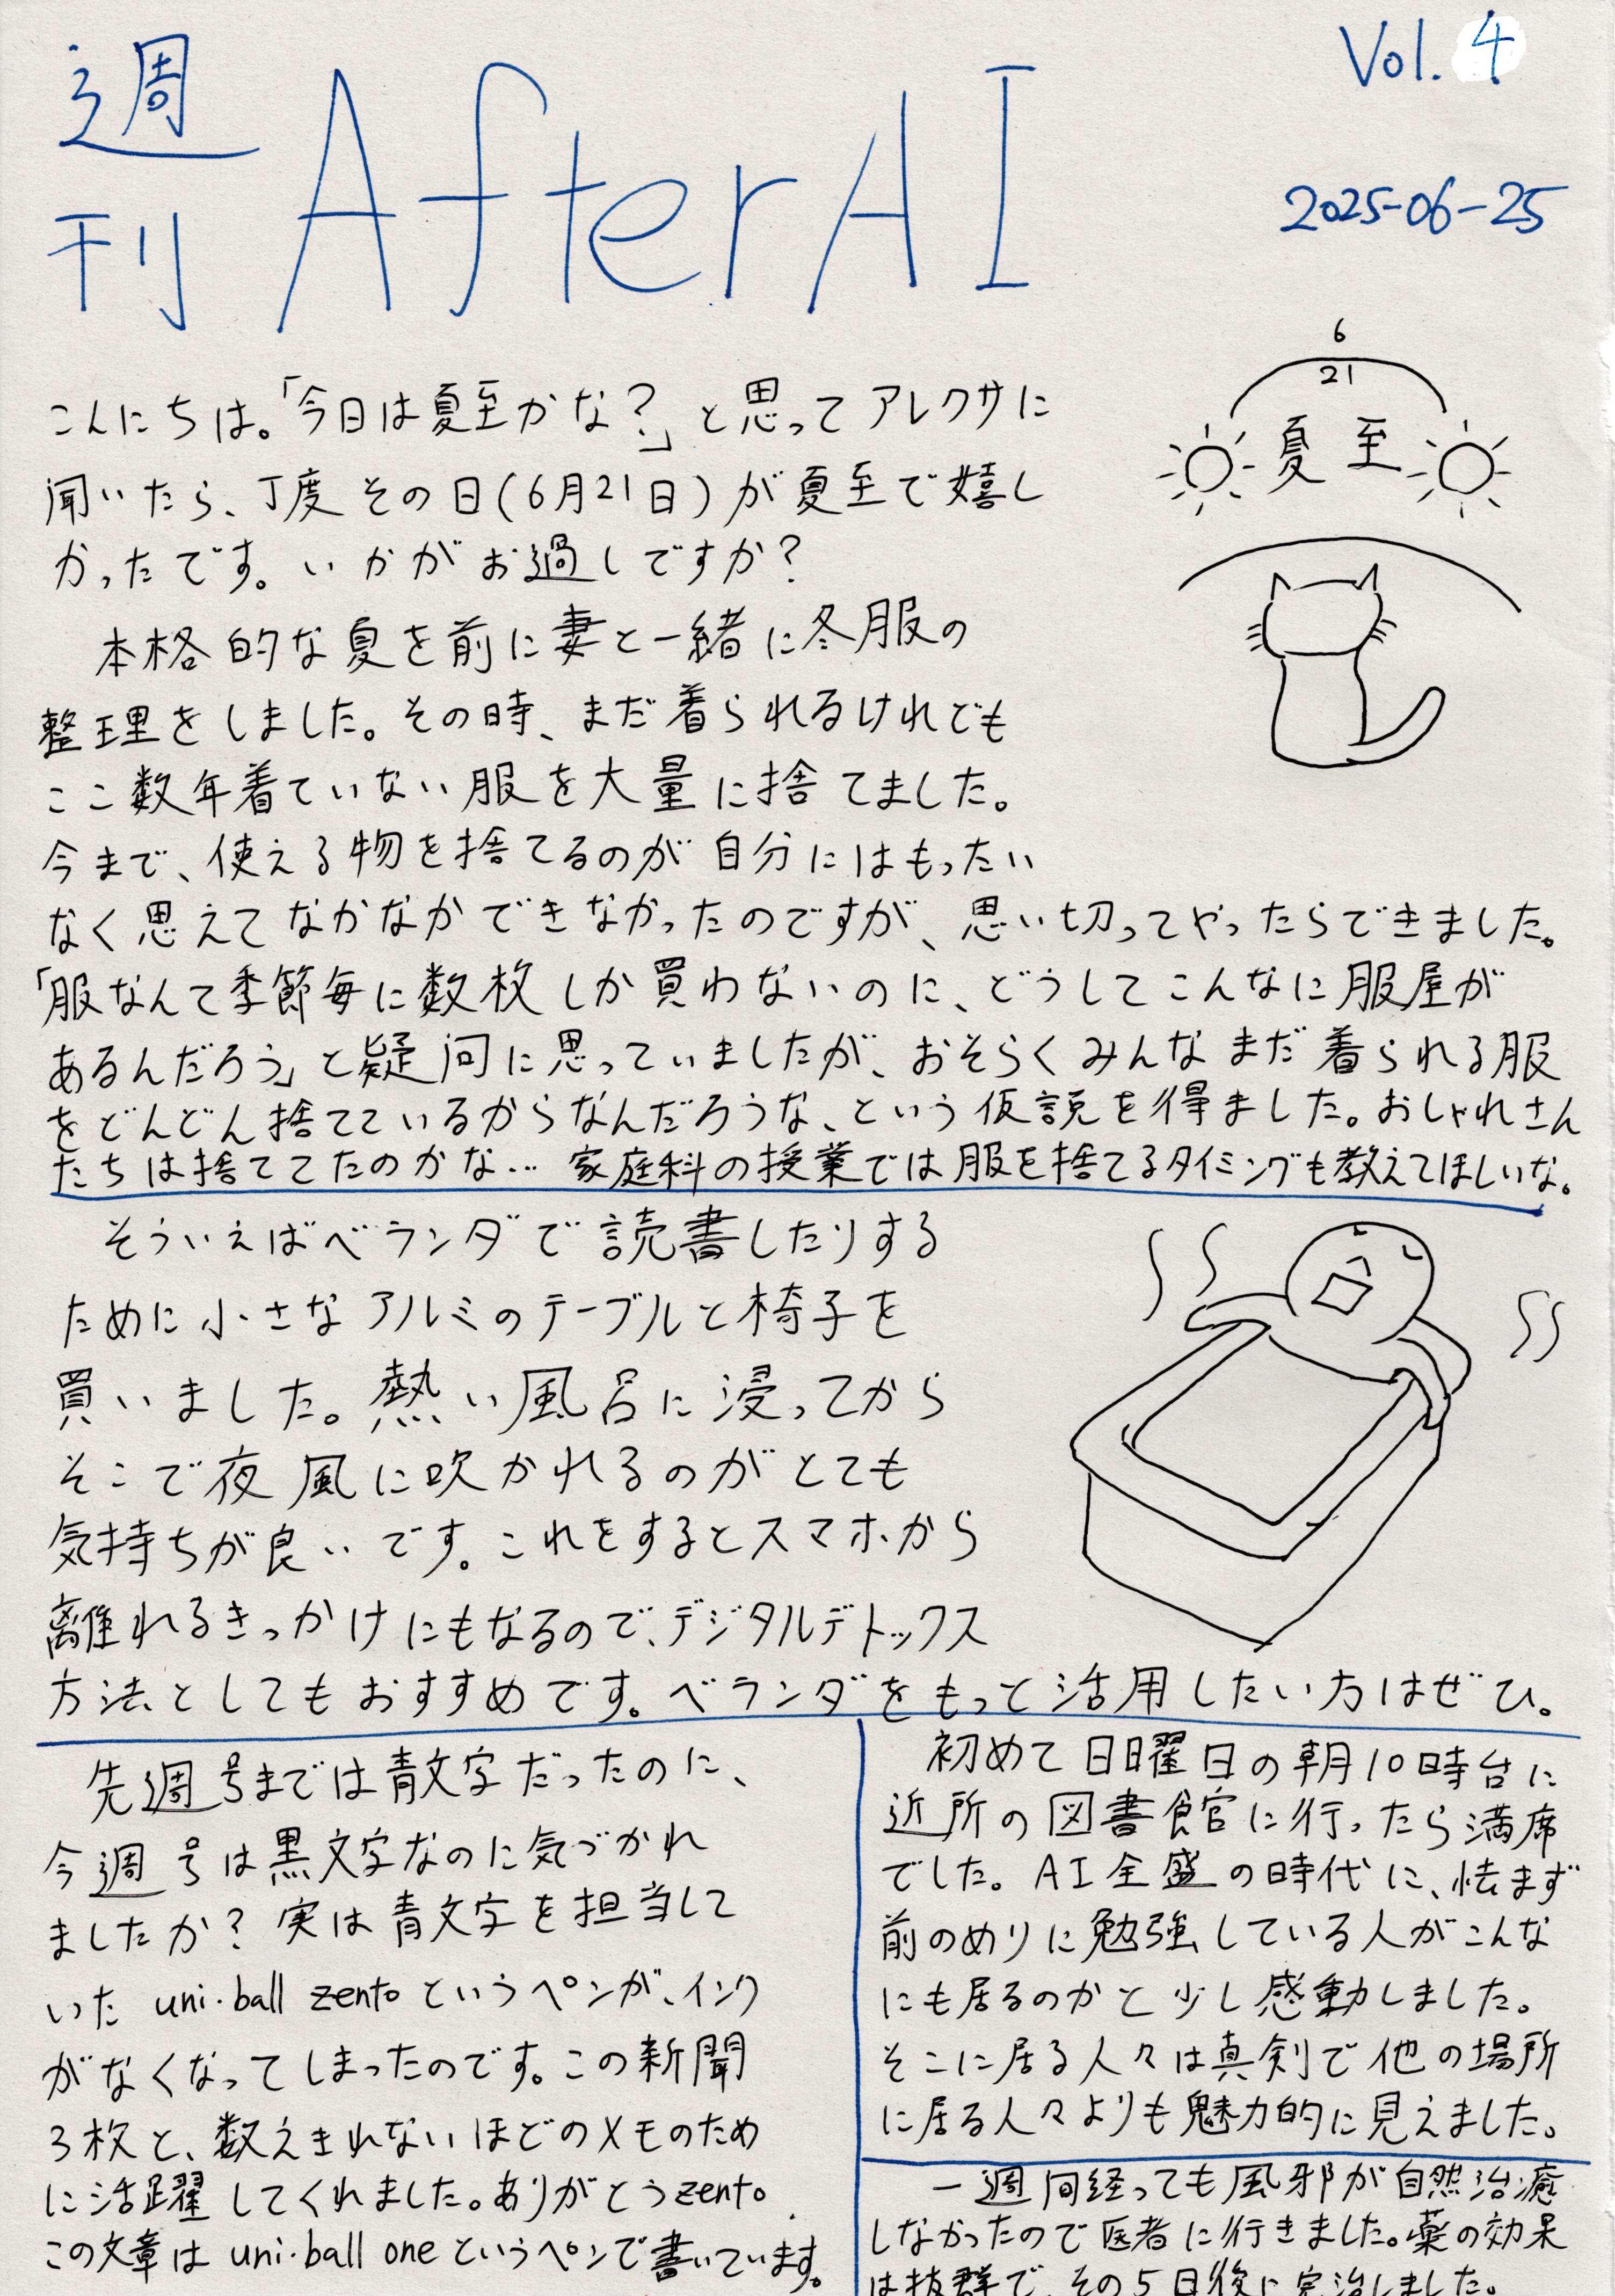 週刊 After AI
Vol. 4
2025-06-25
6
21
夏至
こんにちは。「今日は夏至かな?」と思ってアレクサに
聞いたら、丁度その日(6月21日)が夏至で嬉し
かったです。いかがお過しですか?
本格的な夏を前に妻と一緒に冬服の
整理をしました。その時、まだ着られるけれども
ここ数年着ていない服を大量に捨てました。
今まで、使える物を捨てるのが自分にはもったい
なく思えてなかなかできなかったのですが、思い切ってやったらできました。
「服なんて季節毎に数枚しか買わないのに、どうしてこんなに服屋が
あるんだろう」と疑問に思っていましたが、おそらくみんなまだ着られる服
をどんどん捨てているからなんだろうな、という仮説を得ました。おしゃれさん
たちは捨ててたのかな… 家庭科の授業では服を捨てるタイミングも教えてほしいな。
そういえばベランダで読書したりする
ために小さなアルミのテーブルと椅子を
買いました。熱い風呂に浸ってから
そこで夜風に吹かれるのがとても
気持ちが良いです。これをするとスマホから
離れるきっかけにもなるので、デジタルデトックス
方法としてもおすすめです。ベランダをもっと活用したい方はぜひ。
先週号までは青文字だったのに、
今週号は黒文字なのに気づかれ
ましたか? 実は青文字を担当して
いた uni・ball zento というペンが、インク
がなくなってしまったのです。この新聞
3枚と、数えきれないほどのメモのため
に活躍してくれました。ありがとうzento
この文章は uni・ball one というペンで書いています。
初めて日曜日の朝10時台に
近所の図書館に行ったら満席
でした。AI全盛の時代に、怯まず
前のめりに勉強している人がこんな
にも居るのかと少し感動しました。
そこに居る人々は真剣で他の場所
に居る人々よりも魅力的に見えました。
一週間経っても風邪が自然治癒
しなかったので医者に行きました。薬の効果
は抜群で、その5日後に完治しました。